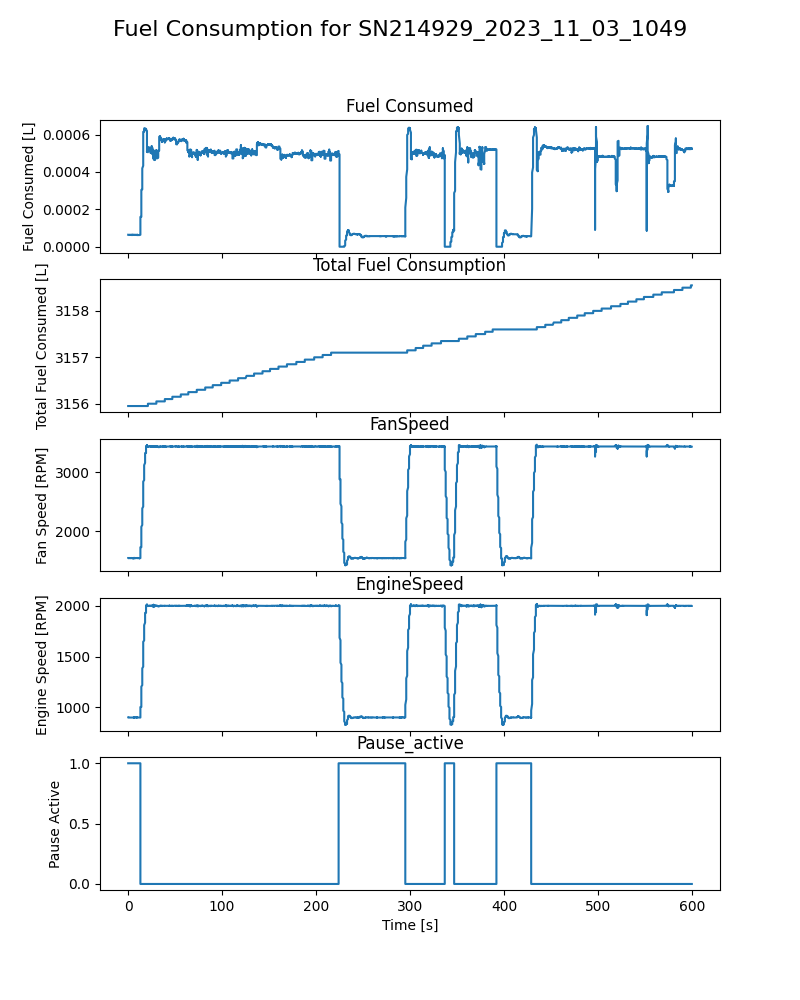 Fuel Consumption for SN214929_2023_11_03_1049
Fuel Consumed
Fuel Consumed [L]
0.0006
0.0004
0.0002
0.0000
Total Fuel Consumption
Total Fuel Consumed [L]
3158
3157
3156
FanSpeed
Fan Speed [RPM]
3000
2000
EngineSpeed
Engine Speed [RPM]
2000
1500
1000
Pause_active
Pause Active
1.0
0.5
0.0
0 100 200 300 400 500 600
Time [s]